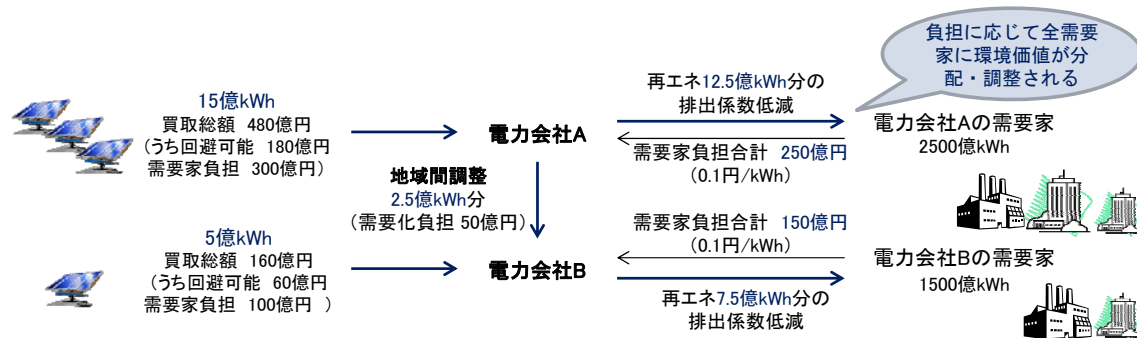 負担に応じて全需要
家に環境価値が分
配・調整される
15億kWh
買取総額 480億円
(うち回避可能 180億円
需要家負担 300億円)
電力会社A
再エネ12.5億kWh分の
排出係数低減
需要家負担合計 250億円
(0.1円/kWh)
電力会社Aの需要家
2500億kWh
地域間調整
2.5億kWh分
(需要化負担 50億円)
5億kWh
買取総額 160億円
(うち回避可能 60億円
需要家負担 100億円 )
電力会社B
需要家負担合計 150億円
(0.1円/kWh)
再エネ7.5億kWh分の
排出係数低減
電力会社Bの需要家
1500億kWh